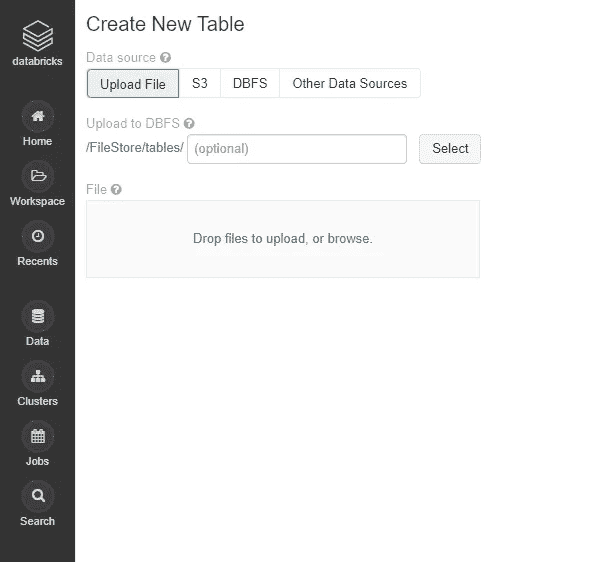 databricks
Home
Workspace
Recents
Data
Clusters
Jobs
Search
Create New Table
Data source ?
Upload File S3 DBFS Other Data Sources
Upload to DBFS ?
/FileStore/tables/ (optional) Select
File ?
Drop files to upload, or browse.